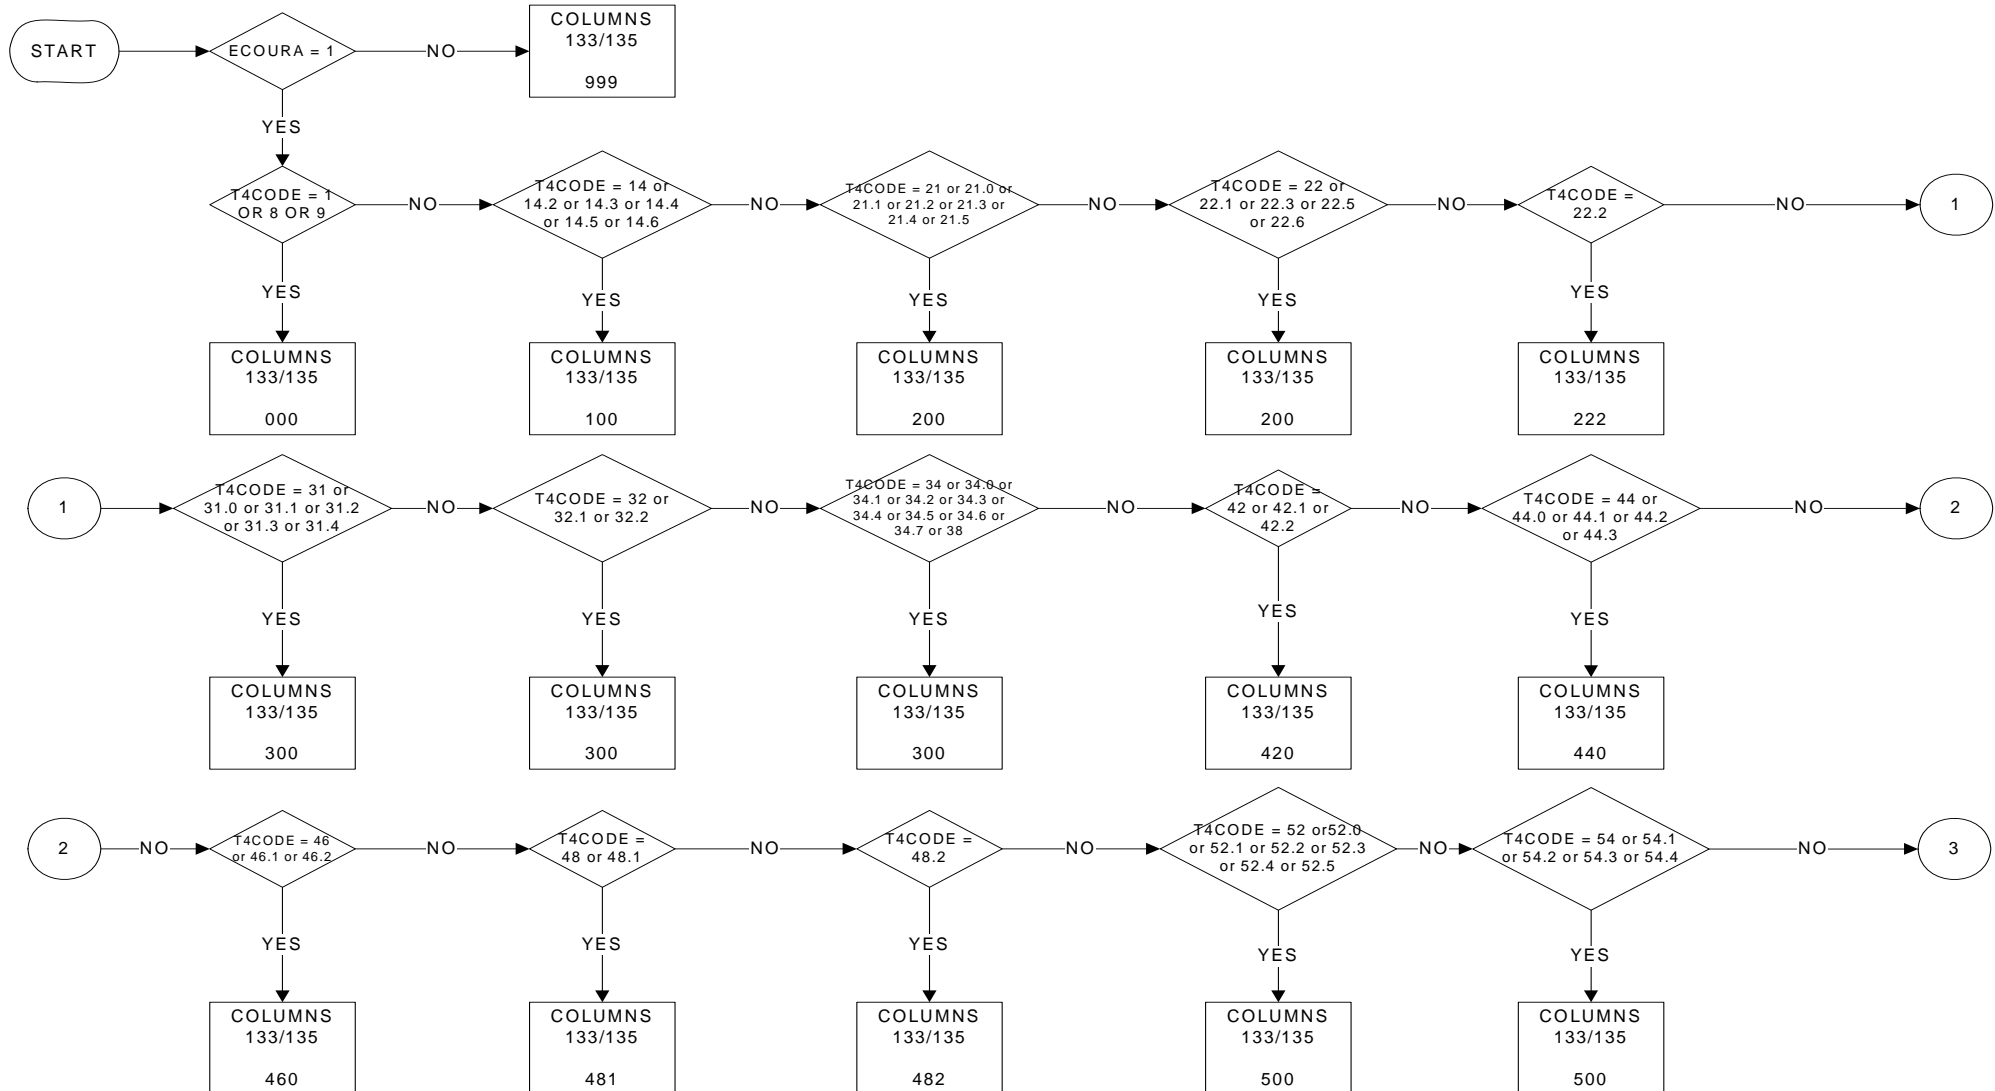 START
ECOURA = 1
NO
COLUMNS
133/135
999
YES
T4CODE = 1
OR 8 OR 9
NO
T4CODE = 14 or
14.2 or 14.3 or 14.4
or 14.5 or 14.6
NO
T4CODE = 21 or 21.0 or
21.1 or 21.2 or 21.3 or
21.4 or 21.5
NO
T4CODE = 22 or
22.1 or 22.3 or 22.5
or 22.6
NO
T4CODE =
22.2
NO
1
YES
YES
YES
YES
YES
COLUMNS
133/135
000
COLUMNS
133/135
100
COLUMNS
133/135
200
COLUMNS
133/135
200
COLUMNS
133/135
222
1
T4CODE = 31 or
31.0 or 31.1 or 31.2
or 31.3 or 31.4
NO
T4CODE = 32 or
32.1 or 32.2
NO
T4CODE = 34 or 34.0 or
34.1 or 34.2 or 34.3 or
34.4 or 34.5 or 34.6 or
34.7 or 38
NO
T4CODE =
42 or 42.1 or
42.2
NO
T4CODE = 44 or
44.0 or 44.1 or 44.2
or 44.3
NO
2
YES
YES
YES
YES
YES
COLUMNS
133/135
300
COLUMNS
133/135
300
COLUMNS
133/135
300
COLUMNS
133/135
420
COLUMNS
133/135
440
2
NO
T4CODE = 46
or 46.1 or 46.2
NO
T4CODE =
48 or 48.1
NO
T4CODE =
48.2
NO
T4CODE = 52 or52.0
or 52.1 or 52.2 or 52.3
or 52.4 or 52.5
NO
T4CODE = 54 or 54.1
or 54.2 or 54.3 or 54.4
NO
3
YES
YES
YES
YES
YES
COLUMNS
133/135
460
COLUMNS
133/135
481
COLUMNS
133/135
482
COLUMNS
133/135
500
COLUMNS
133/135
500